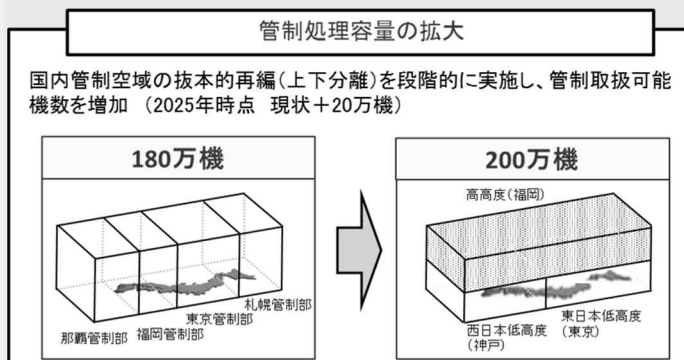 管制処理容量の拡大
国内管制空域の抜本的再編(上下分離)を段階的に実施し、管制取扱可能
機数を増加 (2025年時点 現状+20万機)
180万機
那覇管制部
福岡管制部
東京管制部
札幌管制部
200万機
高高度(福岡)
西日本低高度
(神戸)
東日本低高度
(東京)